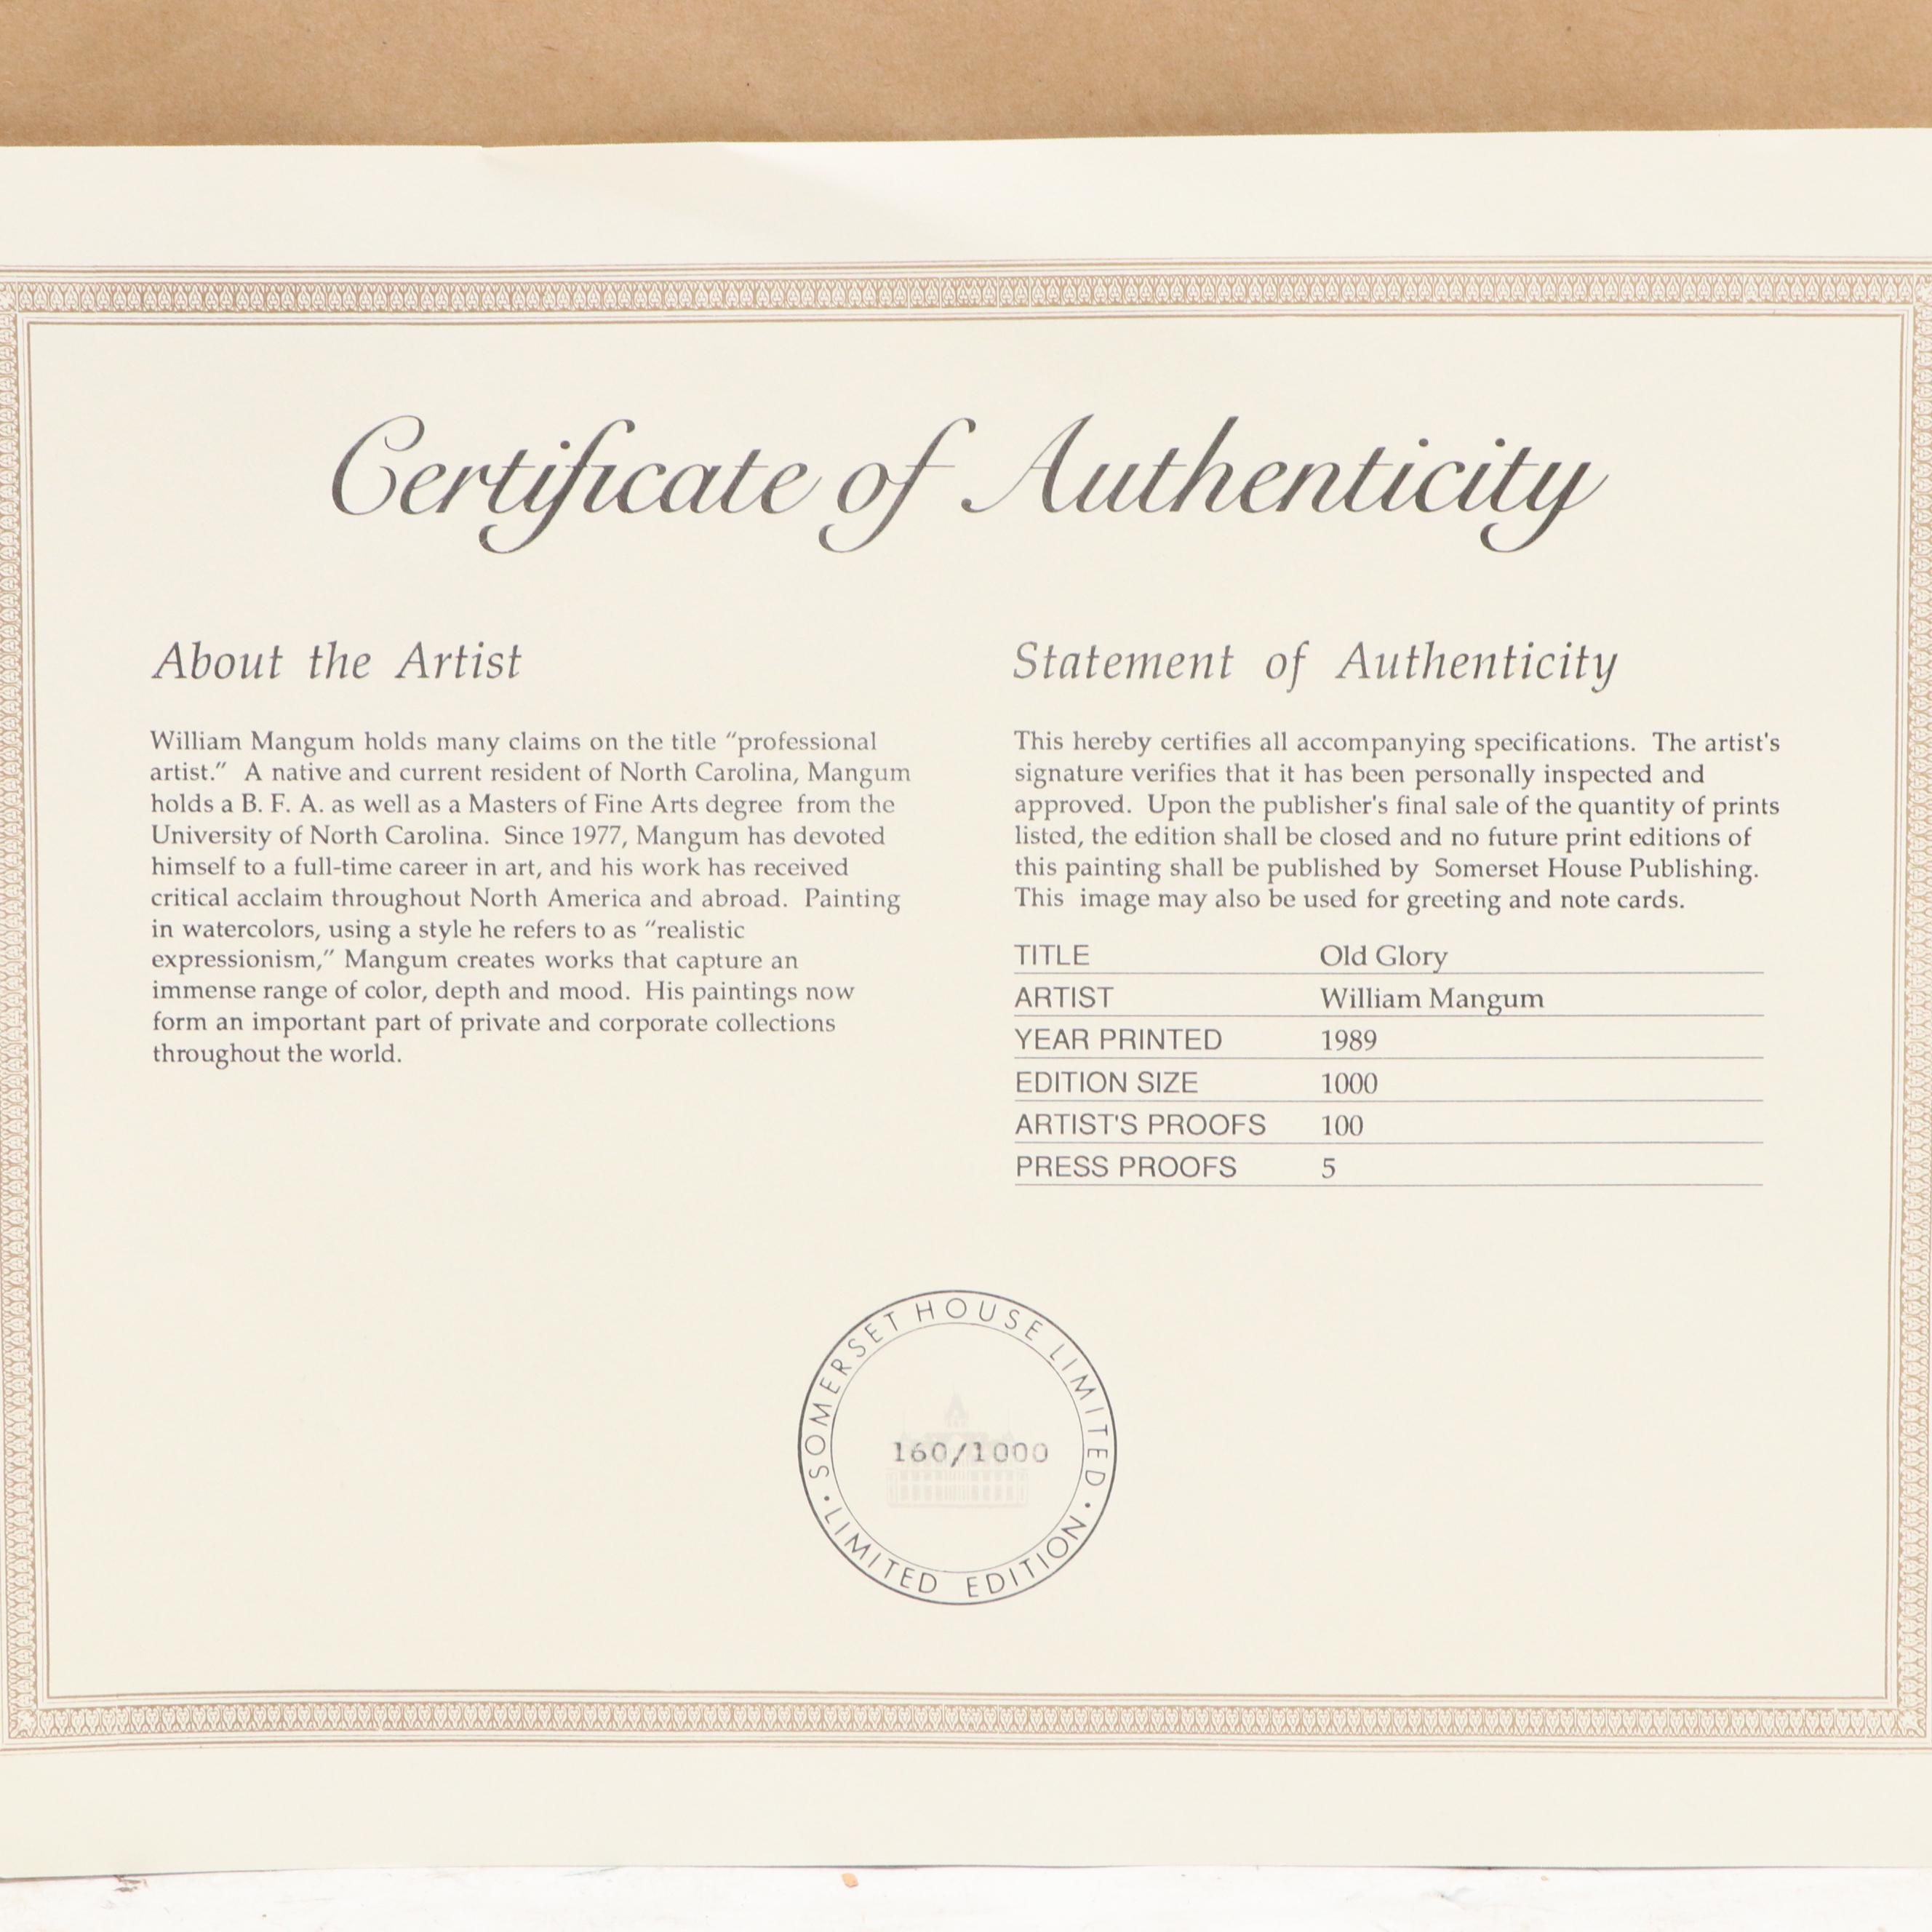 Certificate of Authenticity
About the Artist
William Mangum holds many claims on the title “professional
artist.” A native and current resident of North Carolina, Mangum
holds a B. F. A. as well as a Masters of Fine Arts degree from the
University of North Carolina. Since 1977, Mangum has devoted
himself to a full-time career in art, and his work has received
critical acclaim throughout North America and abroad. Painting
in watercolors, using a style he refers to as “realistic
expressionism,” Mangum creates works that capture an
immense range of color, depth and mood. His paintings now
form an important part of private and corporate collections
throughout the world.
Statement of Authenticity
This hereby certifies all accompanying specifications. The artist's
signature verifies that it has been personally inspected and
approved. Upon the publisher's final sale of the quantity of prints
listed, the edition shall be closed and no future print editions of
this painting shall be published by Somerset House Publishing.
This image may also be used for greeting and note cards.
TITLE Old Glory
ARTIST William Mangum
YEAR PRINTED 1989
EDITION SIZE 1000
ARTIST'S PROOFS 100
PRESS PROOFS 5
SOMERSET HOUSE LIMITED
160/1000
• LIMITED EDITION •